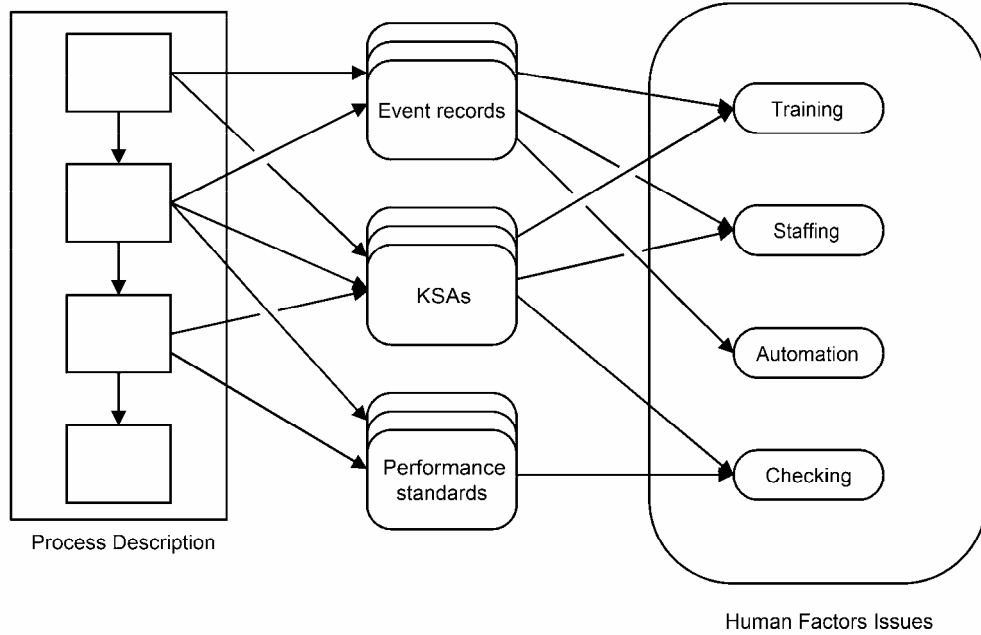 Event records
Training
Staffing
KSAs
Automation
Performance
standards
Checking
Process Description
Human Factors Issues